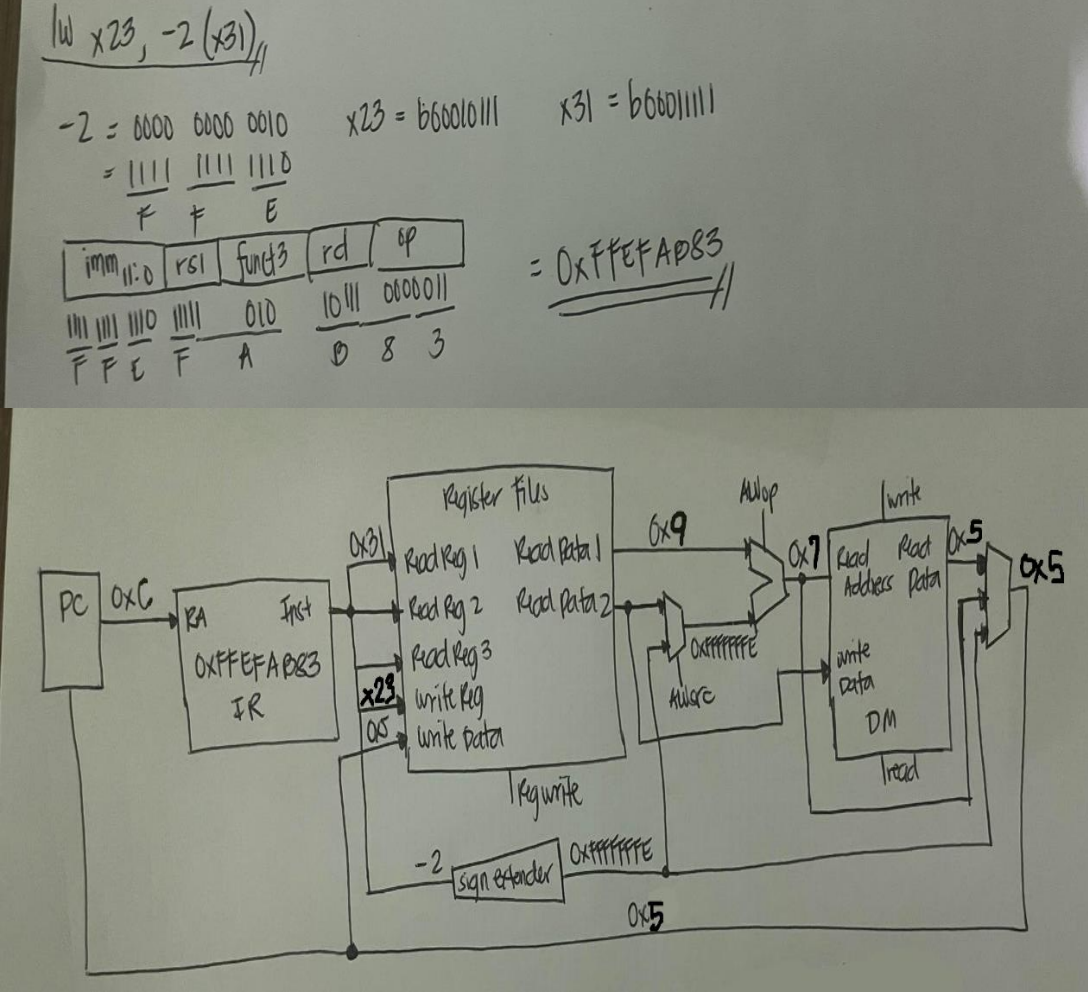 lw x23, -2(x31)
-2 = 0000 0000 0010 x23 = b00010111 x31 = b00011111
= 1111 1111 1110
F F E
imm11:0 rs1 funct3 rd op
1111 1111 1110 11111 010 10111 0000011
F F E F A B 8 3
= 0xFFEFAB83
Register Files
ALUop
write
PC
0xC
RA Inst
0xFFEFAB83
IR
0x31
Read Reg 1
Read Reg 2
Read Reg 3
x23
Write Reg
0x5
Write Data
Read Data 1
Read Data 2
Regwrite
0x9
0xFFFFFFFE
ALUSrc
0x7
Read Address
Read Data
write Data
DM
read
0x5
0x5
-2
sign extender
0xFFFFFFFE
0x5